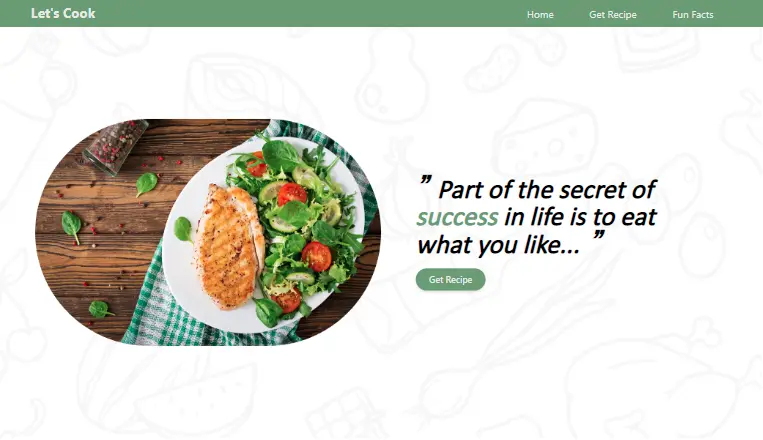 Let's Cook
Home Get Recipe Fun Facts
❞ Part of the secret of
success in life is to eat
what you like... ❞
Get Recipe